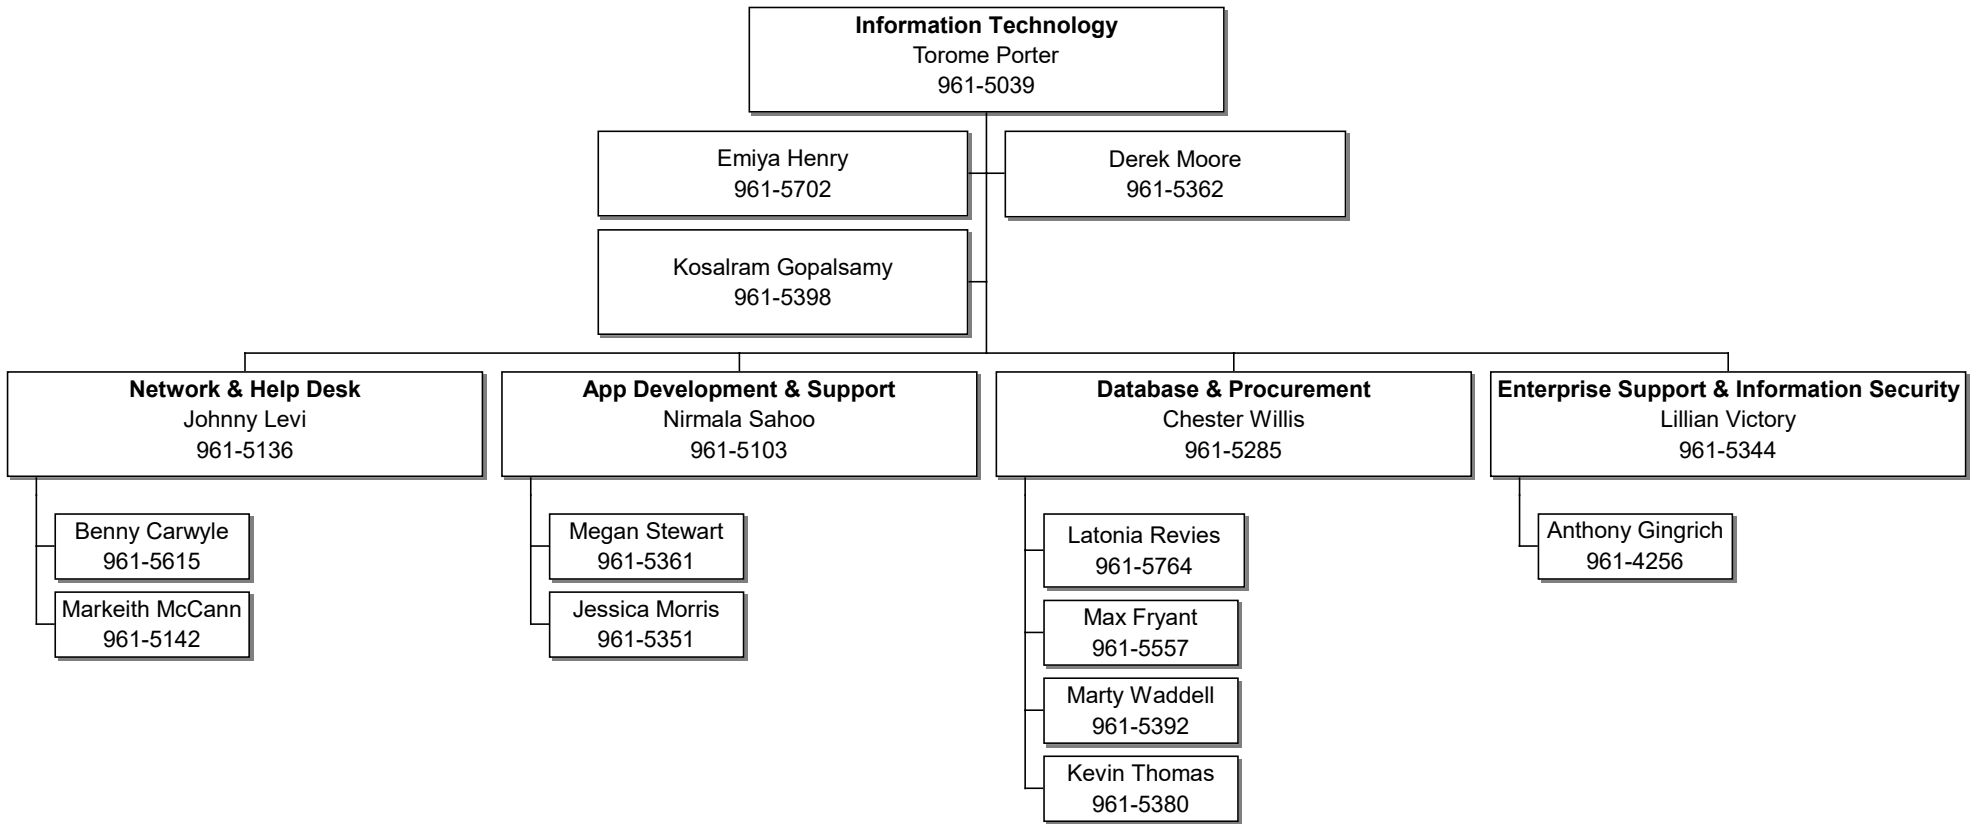 Information Technology
Torome Porter
961-5039
Emiya Henry
961-5702
Derek Moore
961-5362
Kosalram Gopalsamy
961-5398
Network & Help Desk
Johnny Levi
961-5136
App Development & Support
Nirmala Sahoo
961-5103
Database & Procurement
Chester Willis
961-5285
Enterprise Support & Information Security
Lillian Victory
961-5344
Benny Carwyle
961-5615
Markeith McCann
961-5142
Megan Stewart
961-5361
Jessica Morris
961-5351
Latonia Revies
961-5764
Max Fryant
961-5557
Marty Waddell
961-5392
Kevin Thomas
961-5380
Anthony Gingrich
961-4256